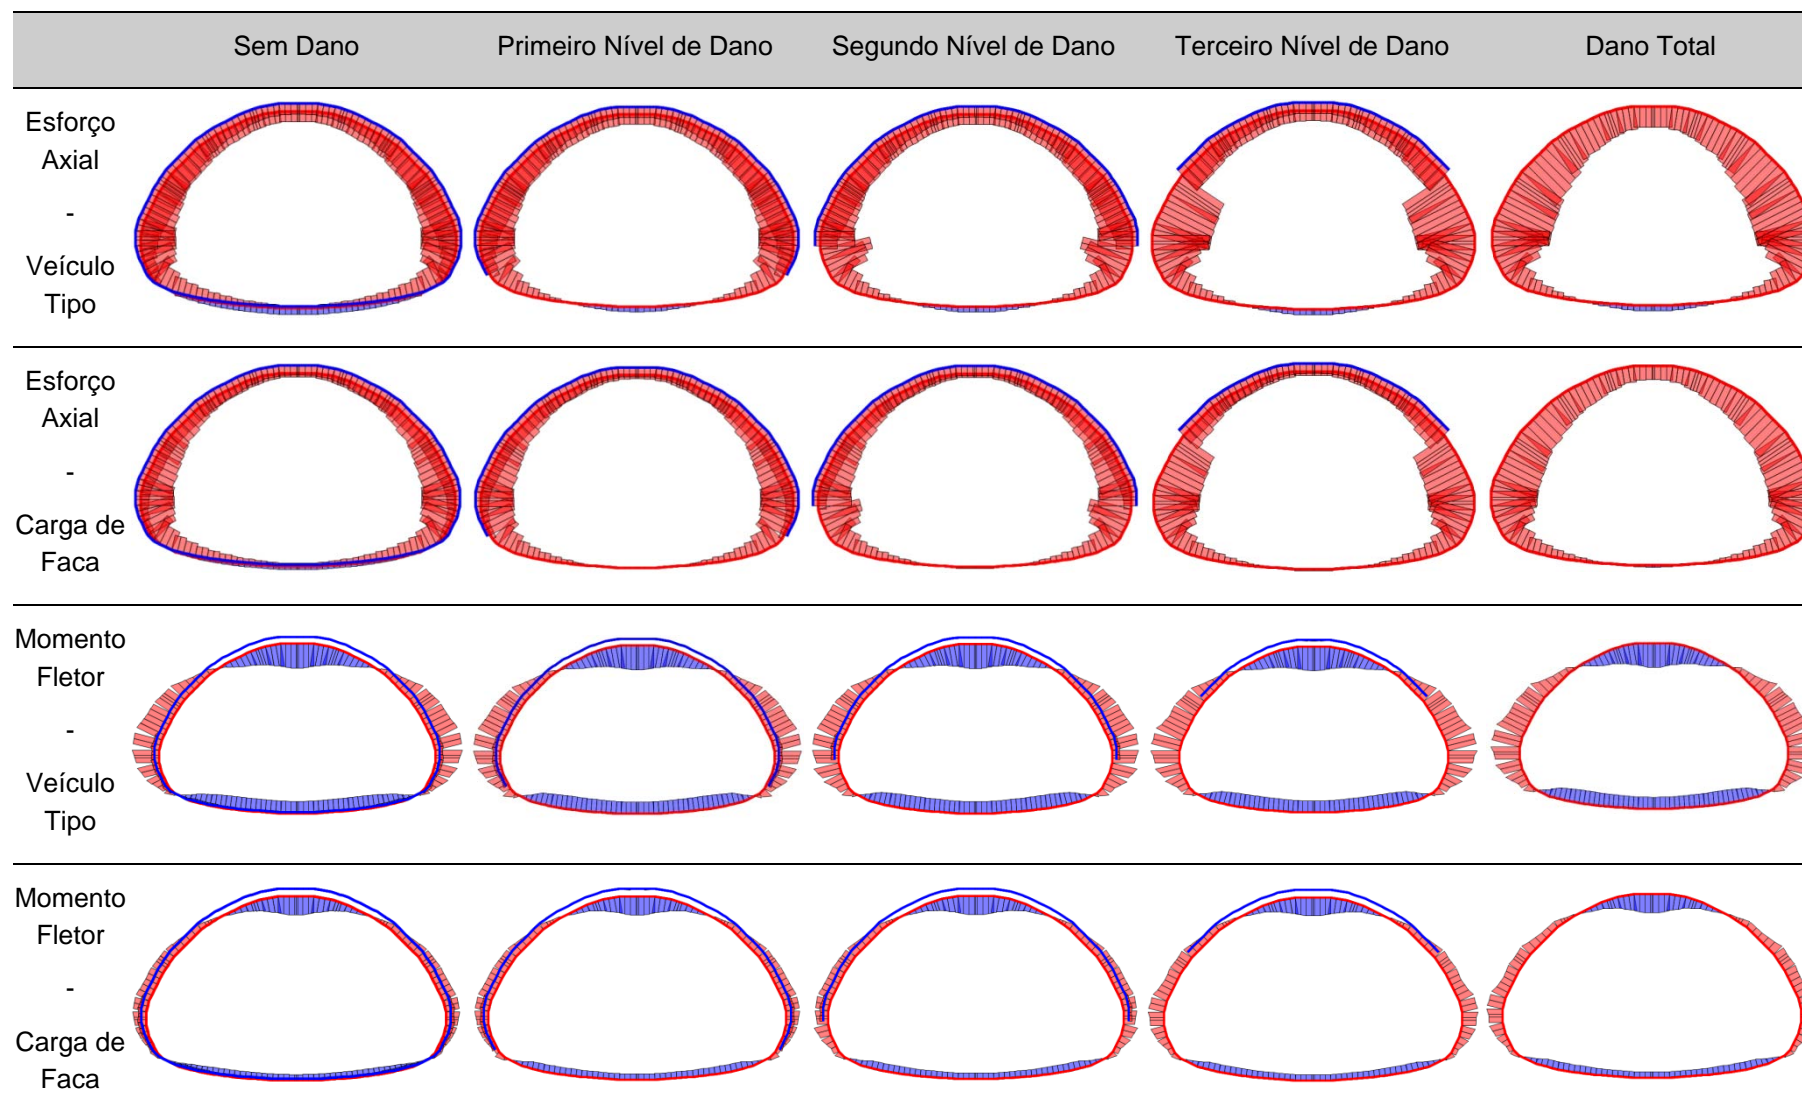 Sem Dano Primeiro Nível de Dano Segundo Nível de Dano Terceiro Nível de Dano Dano Total
Esforço
Axial
-
Veículo
Tipo
Esforço
Axial
-
Carga de
Faca
Momento
Fletor
-
Veículo
Tipo
Momento
Fletor
-
Carga de
Faca